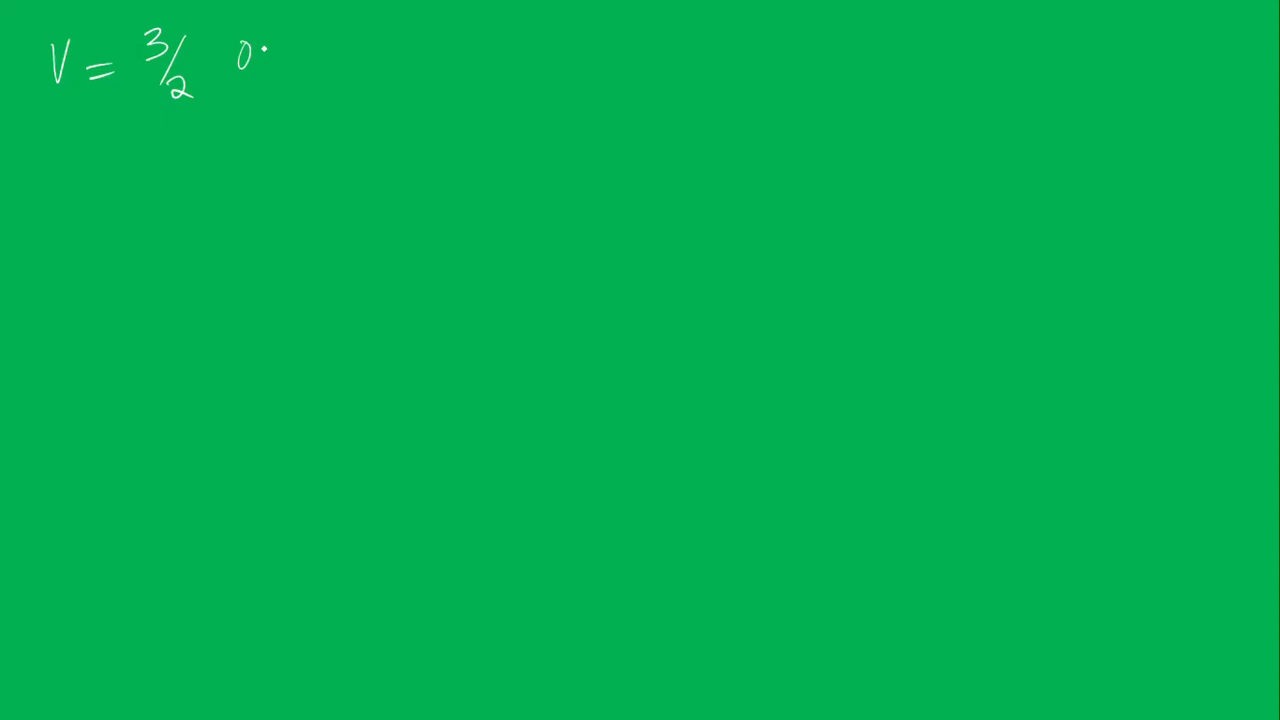 V = 3/2 0